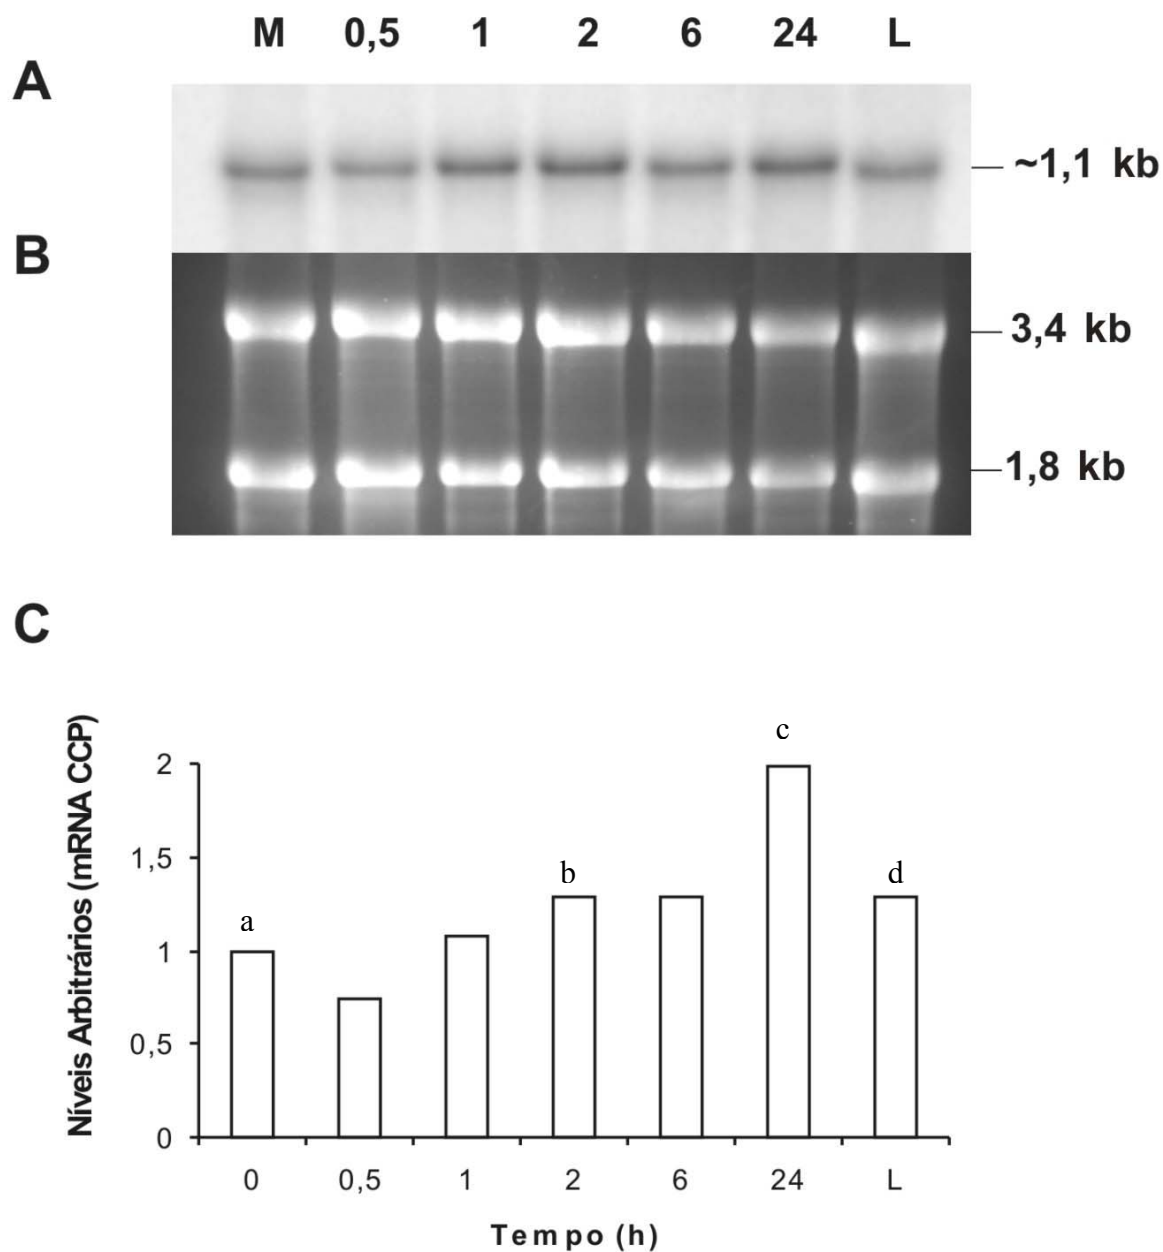 M 0,5 1 2 6 24 L
A
~1,1 kb
B
3,4 kb
1,8 kb
C
Níveis Arbitrários (mRNA CCP)
c
2
1,5
b
d
a
1
0,5
0
0 0,5 1 2 6 24 L
Tempo (h)